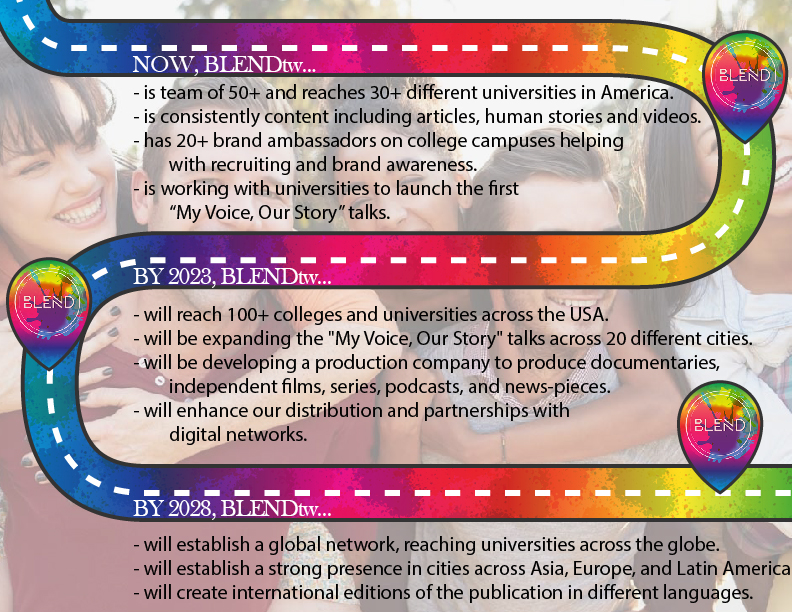 NOW, BLENDtw...
BLEND
- is team of 50+ and reaches 30+ different universities in America.
- is consistently content including articles, human stories and videos.
- has 20+ brand ambassadors on college campuses helping
with recruiting and brand awareness.
- is working with universities to launch the first
“My Voice, Our Story” talks.
BY 2023, BLENDtw...
BLEND
- will reach 100+ colleges and universities across the USA.
- will be expanding the "My Voice, Our Story" talks across 20 different cities.
- will be developing a production company to produce documentaries,
independent films, series, podcasts, and news-pieces.
- will enhance our distribution and partnerships with
digital networks.
BLEND
BY 2028, BLENDtw...
- will establish a global network, reaching universities across the globe.
- will establish a strong presence in cities across Asia, Europe, and Latin America
- will create international editions of the publication in different languages.